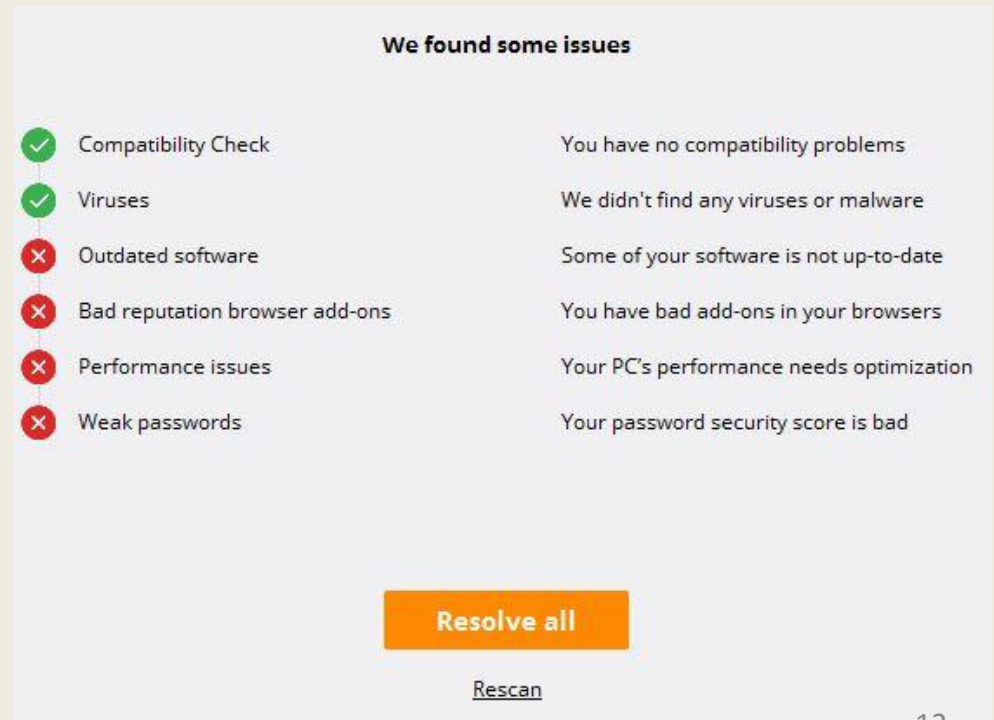 We found some issues
Compatibility Check You have no compatibility problems
Viruses We didn't find any viruses or malware
Outdated software Some of your software is not up-to-date
Bad reputation browser add-ons You have bad add-ons in your browsers
Performance issues Your PC's performance needs optimization
Weak passwords Your password security score is bad
Resolve all
Rescan